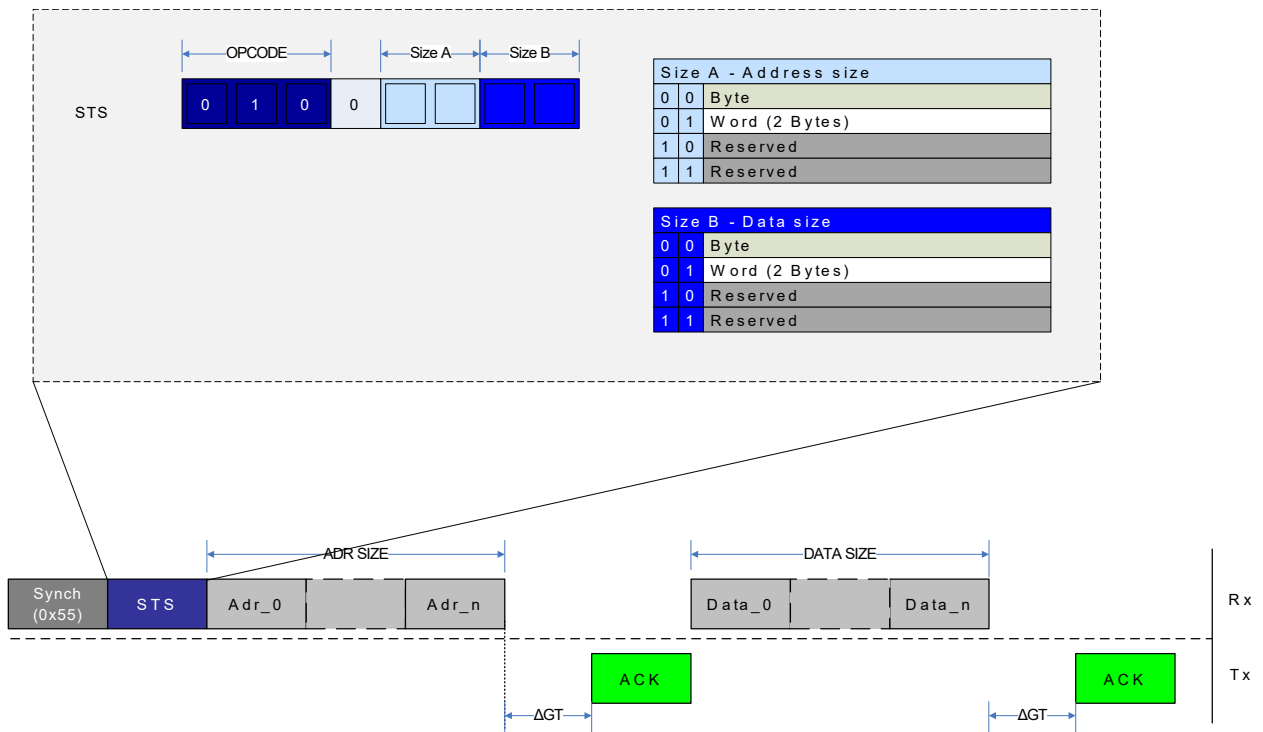 OPCODE Size A Size B
STS 0 1 0 0
Size A - Address size
0 0 Byte
0 1 Word (2 Bytes)
1 0 Reserved
1 1 Reserved
Size B - Data size
0 0 Byte
0 1 Word (2 Bytes)
1 0 Reserved
1 1 Reserved
ADR SIZE DATA SIZE
Synch
(0x55)
STS Adr_0 Adr_n Data_0 Data_n Rx
ACK ACK Tx
ΔGT ΔGT